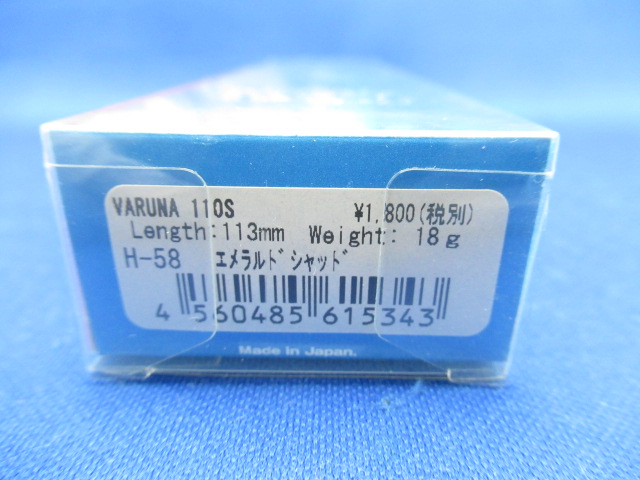 VARUNA 110S ¥1,800(税別)
Length:113mm Weight: 18g
H-58 ｴﾒﾗﾙﾄﾞｼｬｯﾄﾞ
4 560485 615343
Made in Japan.